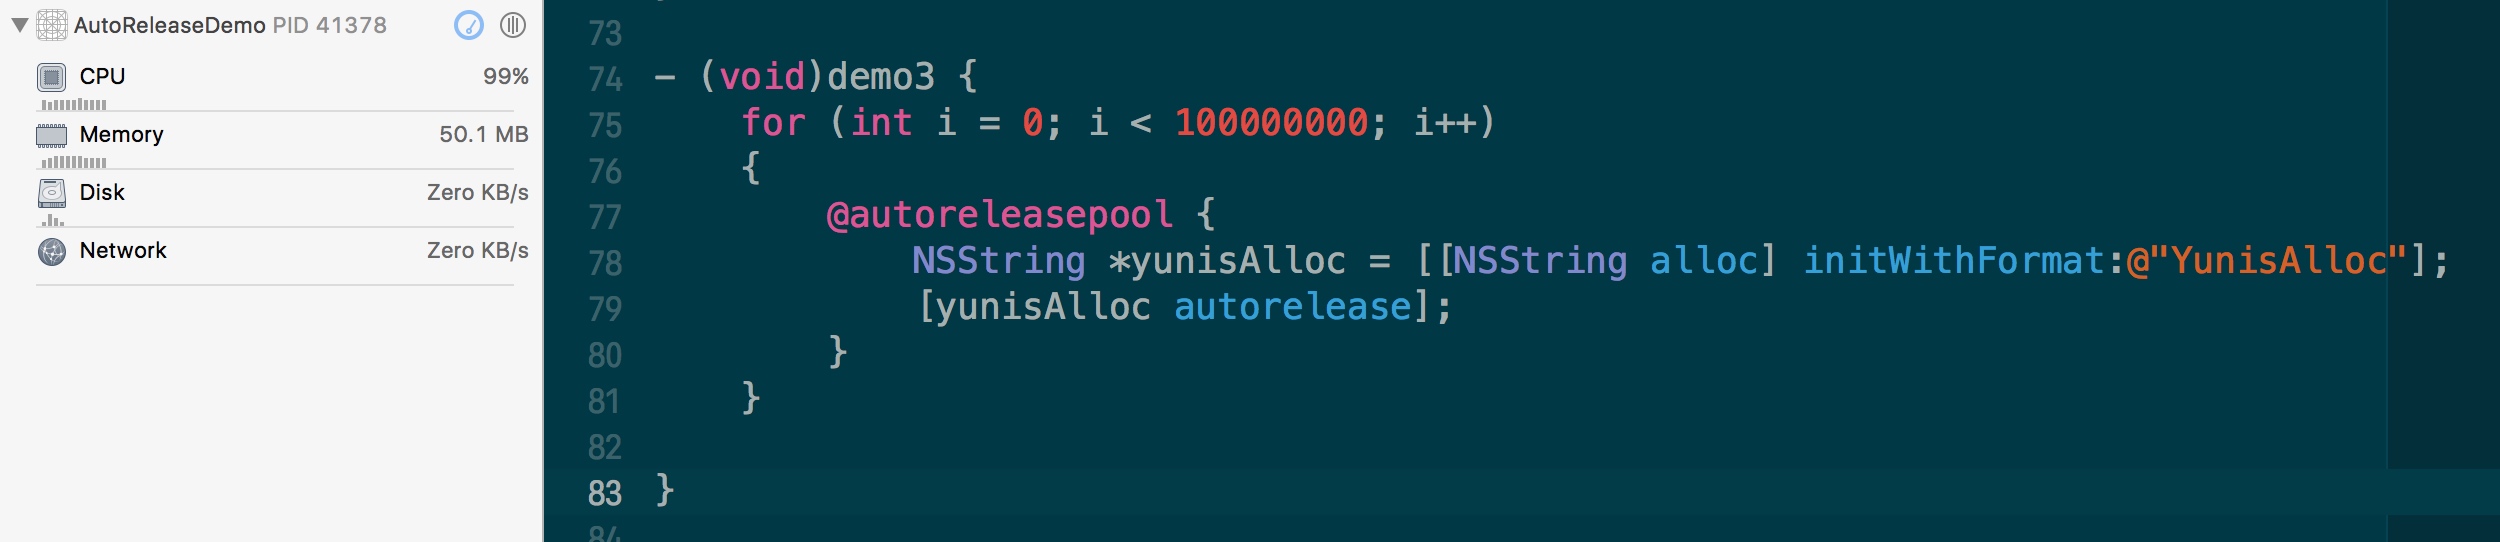 AutoReleaseDemo PID 41378
CPU 99%
Memory 50.1 MB
Disk Zero KB/s
Network Zero KB/s
73
74 - (void)demo3 {
75 for (int i = 0; i < 100000000; i++)
76 {
77 @autoreleasepool {
78 NSString *yunisAlloc = [[NSString alloc] initWithFormat:@"YunisAlloc"];
79 [yunisAlloc autorelease];
80 }
81 }
82
83 }
84